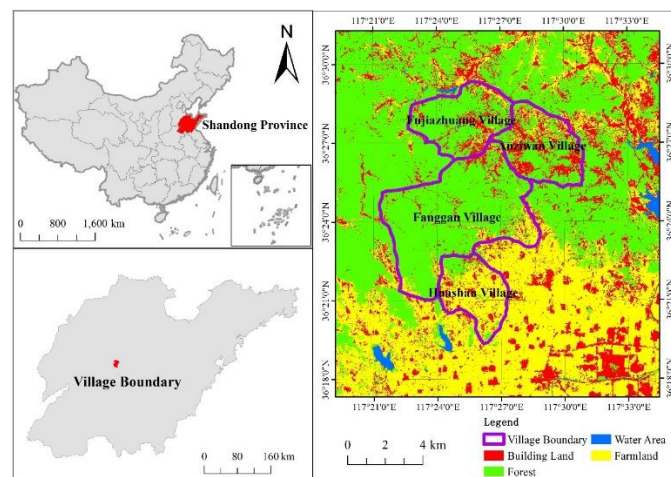 N
Shandong Province
0 800 1,600 km
Village Boundary
0 80 160 km
117°21'0"E 117°24'0"E 117°27'0"E 117°30'0"E 117°33'0"E
36°30'0"N
36°27'0"N
36°24'0"N
36°21'0"N
36°18'0"N
Fujiazhuang Village
Anziwan Village
Fanggan Village
Huashan Village
117°21'0"E 117°24'0"E 117°27'0"E 117°30'0"E 117°33'0"E
0 2 4 km
Legend
Village Boundary
Water Area
Building Land
Farmland
Forest